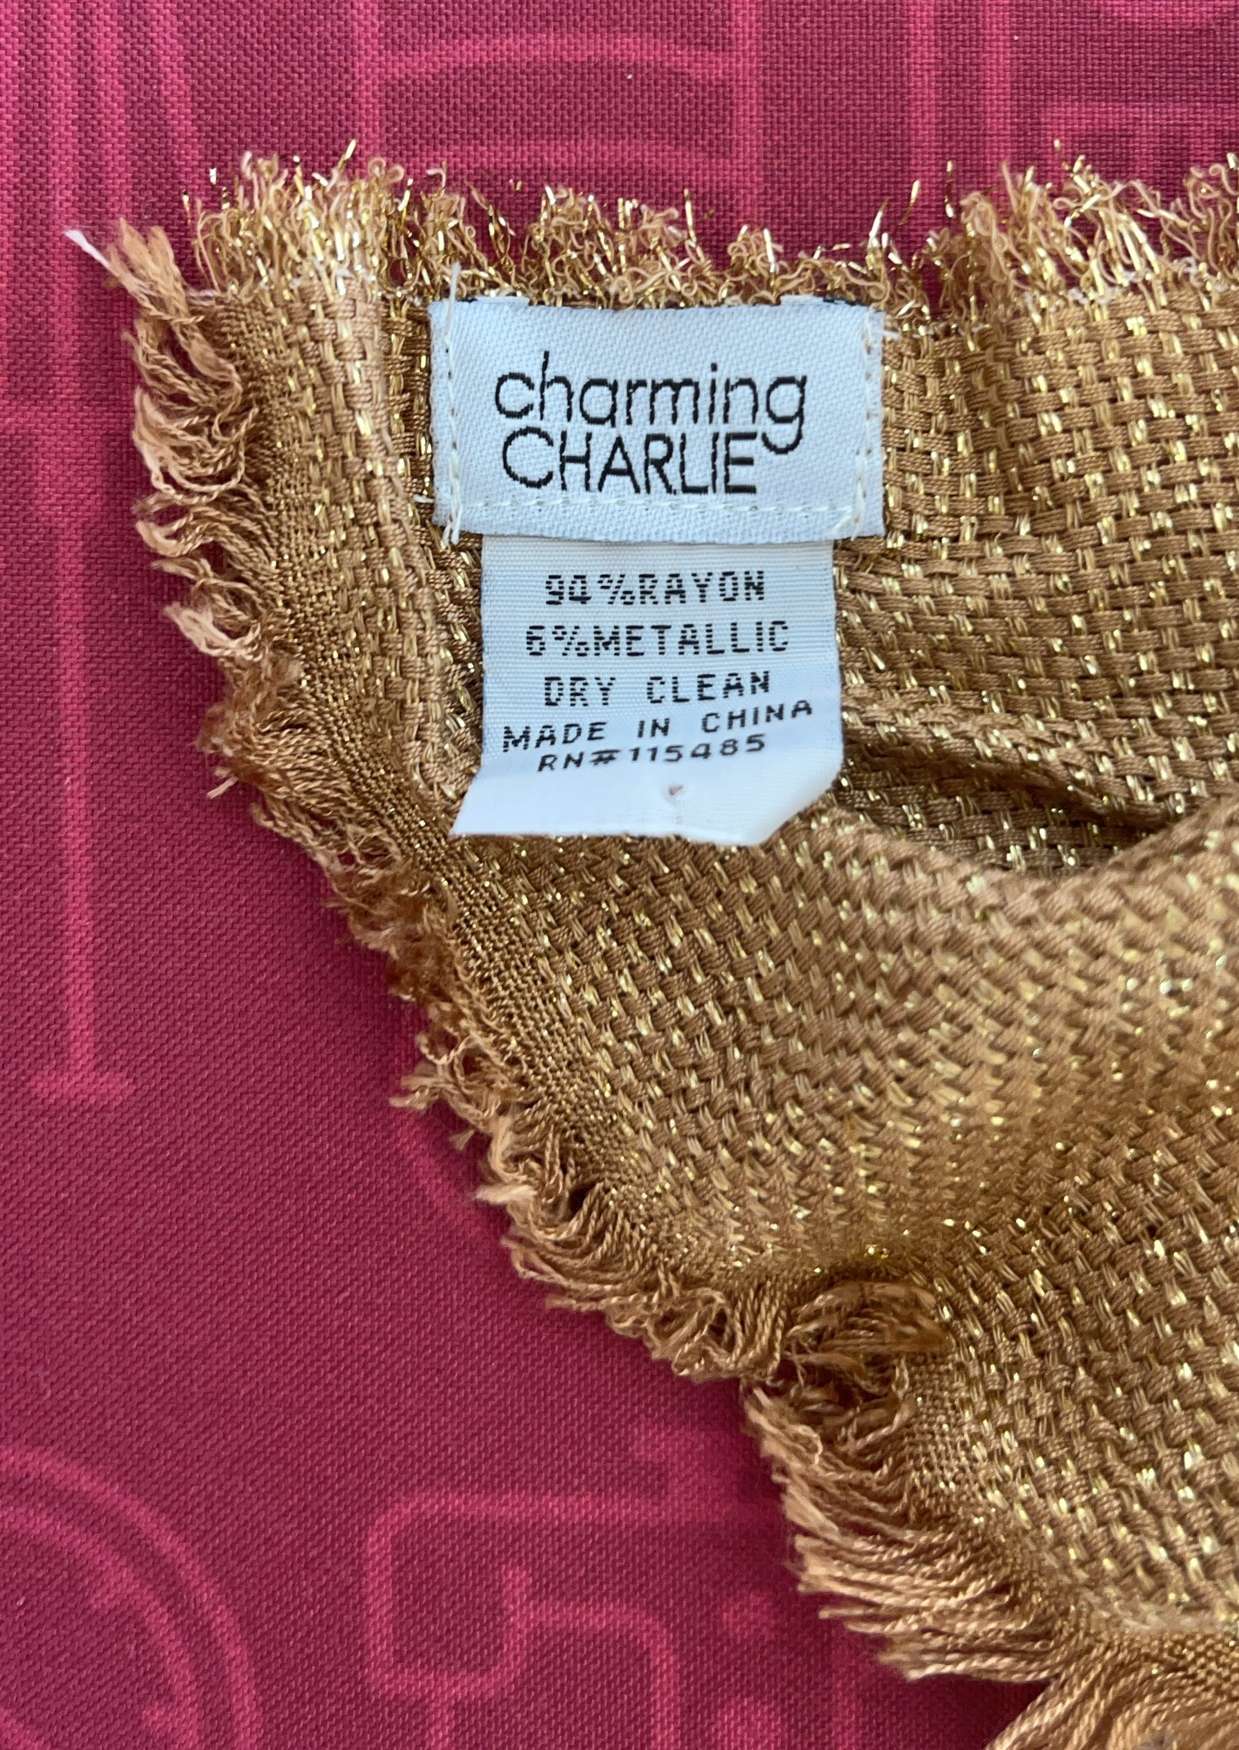 charming
CHARLIE
94%RAYON
6%METALLIC
DRY CLEAN
MADE IN CHINA
RN#115485